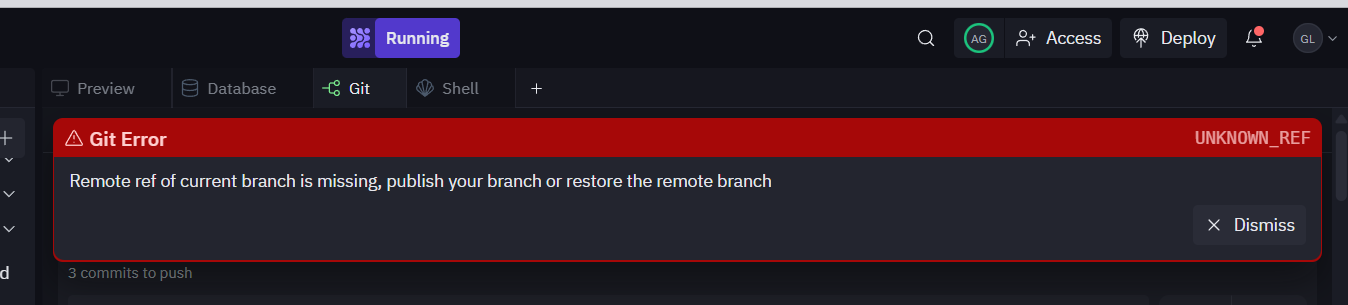 Running
AG
Access
Deploy
GL
Preview
Database
Git
Shell
Git Error
UNKNOWN_REF
Remote ref of current branch is missing, publish your branch or restore the remote branch
Dismiss
d
3 commits to push